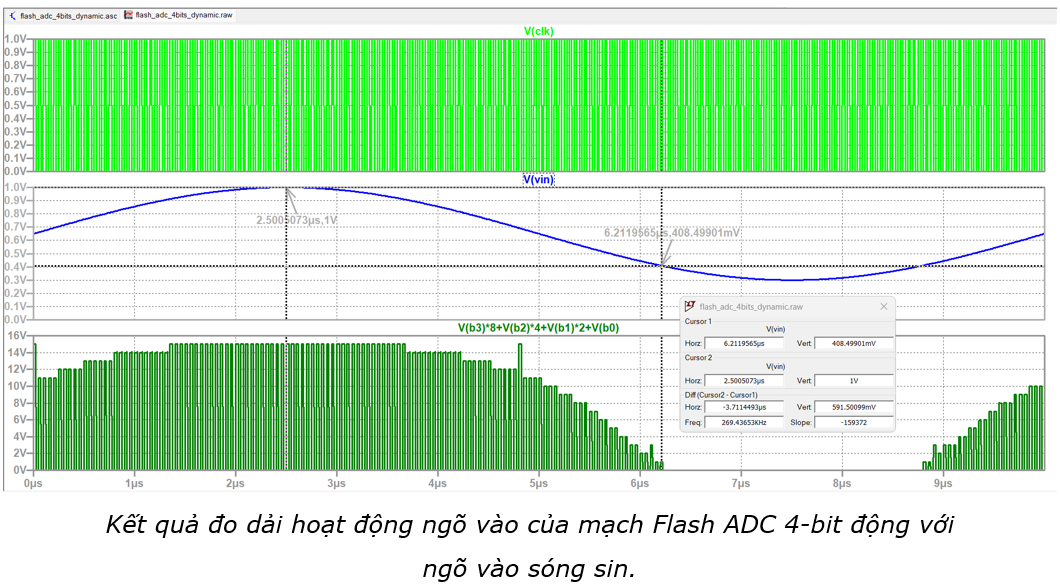 flash_adc_4bits_dynamic.asc flash_adc_4bits_dynamic.raw
V(clk)
1.0V
0.9V
0.8V
0.7V
0.6V
0.5V
0.4V
0.3V
0.2V
0.1V
0.0V
V(vin)
1.0V
0.9V
0.8V
0.7V
0.6V
0.5V
0.4V
0.3V
0.2V
0.1V
0.0V
2.5005073µs,1V
6.2119565µs,408.49901mV
V(b3)*8+V(b2)*4+V(b1)*2+V(b0)
16V
14V
12V
10V
8V
6V
4V
2V
0V
0µs 1µs 2µs 3µs 4µs 5µs 6µs 7µs 8µs 9µs
flash_adc_4bits_dynamic.raw
Cursor 1
V(vin)
Horz: 6.2119565µs Vert: 408.49901mV
Cursor 2
V(vin)
Horz: 2.5005073µs Vert: 1V
Diff (Cursor2 - Cursor1)
Horz: -3.7114493µs Vert: 591.50099mV
Freq: 269.43653KHz Slope: -159372
Kết quả đo dải hoạt động ngõ vào của mạch Flash ADC 4-bit động với
ngõ vào sóng sin.